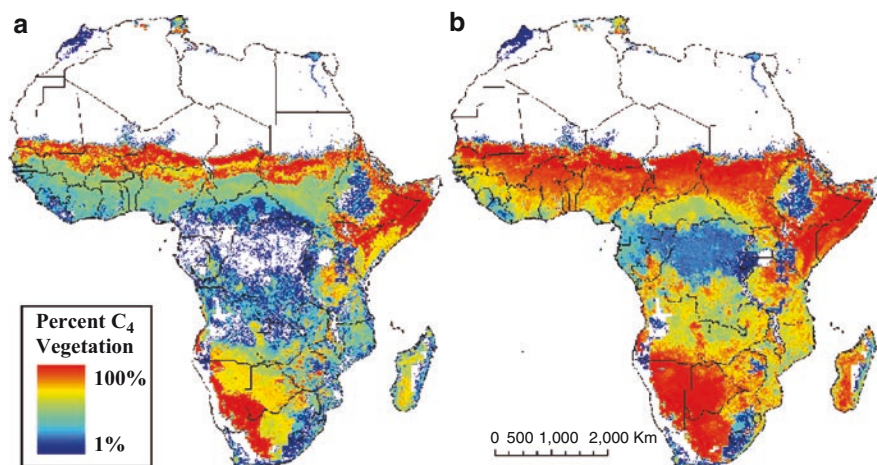 a
b
Percent C₄
Vegetation
100%
1%
0 500 1,000 2,000 Km